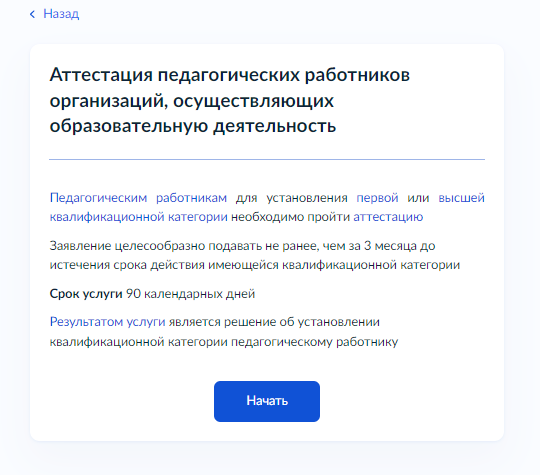 Назад
Аттестация педагогических работников
организаций, осуществляющих
образовательную деятельность
Педагогическим работникам для установления первой или высшей
квалификационной категории необходимо пройти аттестацию
Заявление целесообразно подавать не ранее, чем за 3 месяца до
истечения срока действия имеющейся квалификационной категории
Срок услуги 90 календарных дней
Результатом услуги является решение об установлении
квалификационной категории педагогическому работнику
Начать